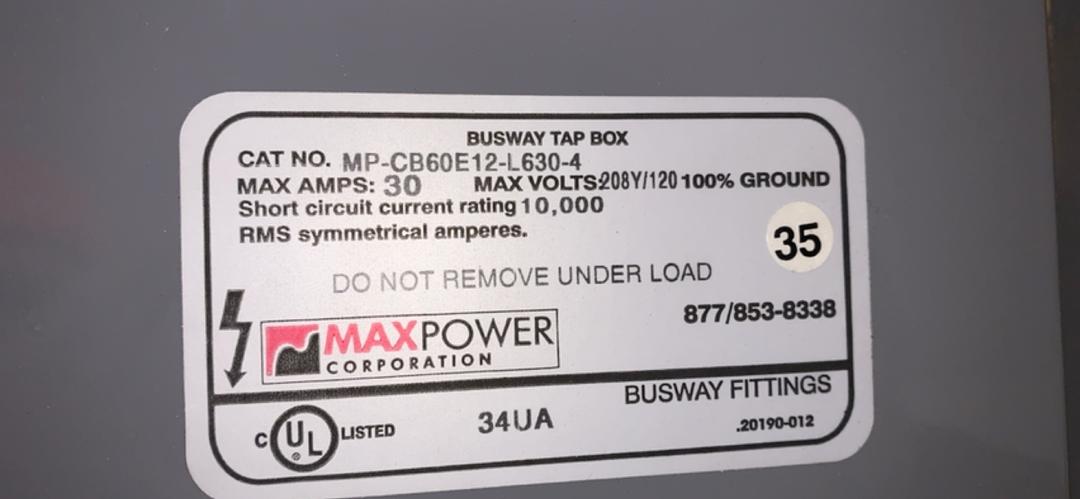 BUSWAY TAP BOX
CAT NO. MP-CB60E12-L630-4
MAX AMPS: 30 MAX VOLTS:208Y/120 100% GROUND
Short circuit current rating 10,000
RMS symmetrical amperes.
35
DO NOT REMOVE UNDER LOAD
877/853-8338
MAXPOWER
CORPORATION
BUSWAY FITTINGS
C UL ® LISTED 34UA .20190-012